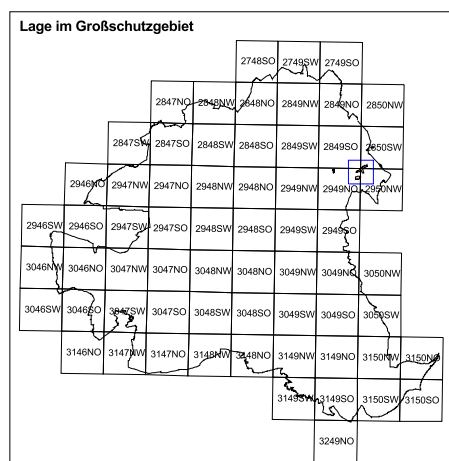 Lage im Großschutzgebiet
2748SO 2749SW 2749SO
2847NO 2848NW 2848NO 2849NW 2849NO 2850NW
2847SW 2847SO 2848SW 2848SO 2849SW 2849SO 2850SW
2946NO 2947NW 2947NO 2948NW 2948NO 2949NW 2949NO 2950NW
2946SW 2946SO 2947SW 2947SO 2948SW 2948SO 2949SW 2949SO
3046NW 3046NO 3047NW 3047NO 3048NW 3048NO 3049NW 3049NO 3050NW
3046SW 3046SO 3047SW 3047SO 3048SW 3048SO 3049SW 3049SO 3050SW
3146NO 3147NW 3147NO 3148NW 3148NO 3149NW 3149NO 3150NW 3150NO
3149SW 3149SO 3150SW 3150SO
3249NO